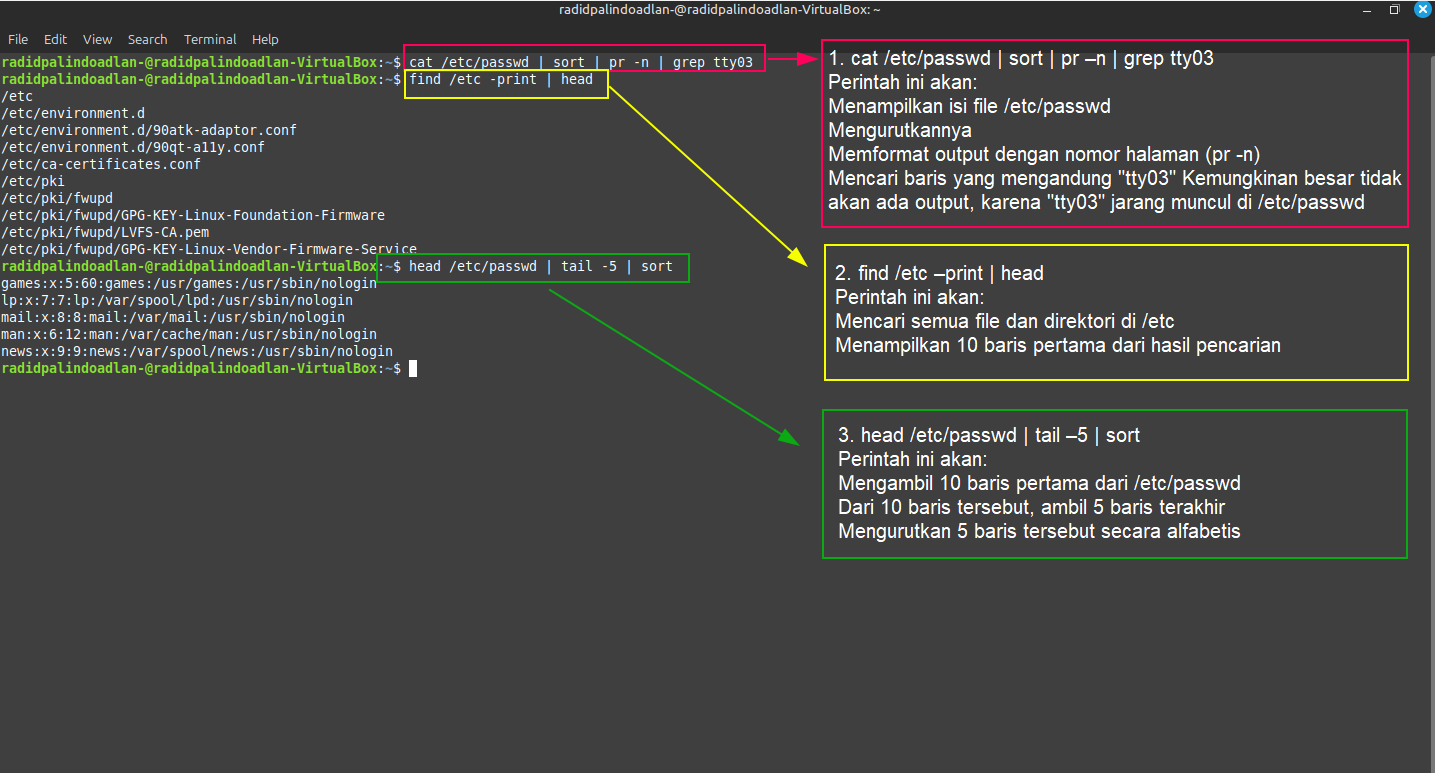 radidpalindoadlan-@radidpalindoadlan-VirtualBox: ~
File Edit View Search Terminal Help
radidpalindoadlan-@radidpalindoadlan-VirtualBox:~$ cat /etc/passwd | sort | pr -n | grep tty03
radidpalindoadlan-@radidpalindoadlan-VirtualBox:~$ find /etc -print | head
/etc
/etc/environment.d
/etc/environment.d/90atk-adaptor.conf
/etc/environment.d/90qt-a11y.conf
/etc/ca-certificates.conf
/etc/pki
/etc/pki/fwupd
/etc/pki/fwupd/GPG-KEY-Linux-Foundation-Firmware
/etc/pki/fwupd/LVFS-CA.pem
/etc/pki/fwupd/GPG-KEY-Linux-Vendor-Firmware-Service
radidpalindoadlan-@radidpalindoadlan-VirtualBox:~$ head /etc/passwd | tail -5 | sort
games:x:5:60:games:/usr/games:/usr/sbin/nologin
lp:x:7:7:lp:/var/spool/lpd:/usr/sbin/nologin
mail:x:8:8:mail:/var/mail:/usr/sbin/nologin
man:x:6:12:man:/var/cache/man:/usr/sbin/nologin
news:x:9:9:news:/var/spool/news:/usr/sbin/nologin
radidpalindoadlan-@radidpalindoadlan-VirtualBox:~$
1. cat /etc/passwd | sort | pr –n | grep tty03
Perintah ini akan:
Menampilkan isi file /etc/passwd
Mengurutkannya
Memformat output dengan nomor halaman (pr -n)
Mencari baris yang mengandung "tty03" Kemungkinan besar tidak
akan ada output, karena "tty03" jarang muncul di /etc/passwd
2. find /etc –print | head
Perintah ini akan:
Mencari semua file dan direktori di /etc
Menampilkan 10 baris pertama dari hasil pencarian
3. head /etc/passwd | tail –5 | sort
Perintah ini akan:
Mengambil 10 baris pertama dari /etc/passwd
Dari 10 baris tersebut, ambil 5 baris terakhir
Mengurutkan 5 baris tersebut secara alfabetis